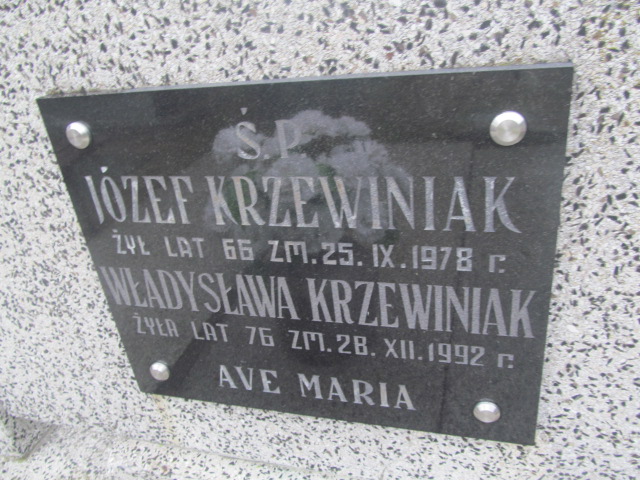 Ś P
JÓZEF KRZEWINIAK
ŻYŁ LAT 66 ZM. 25. IX. 1978 r.
WŁADYSŁAWA KRZEWINIAK
ŻYŁA LAT 76 ZM. 28. XII. 1992 r.
AVE MARIA